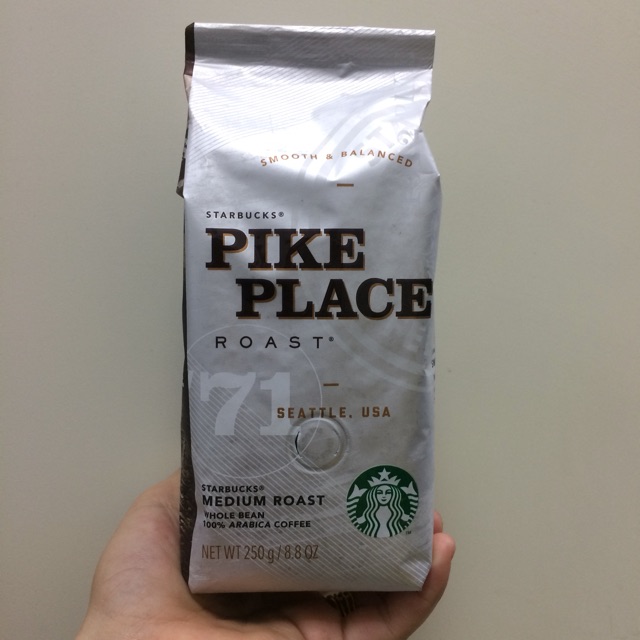 SMOOTH & BALANCED
STARBUCKS®
PIKE
PLACE
ROAST®
71
SEATTLE, USA
STARBUCKS®
MEDIUM ROAST
WHOLE BEAN
100% ARABICA COFFEE
NET WT 250 g / 8.8 OZ